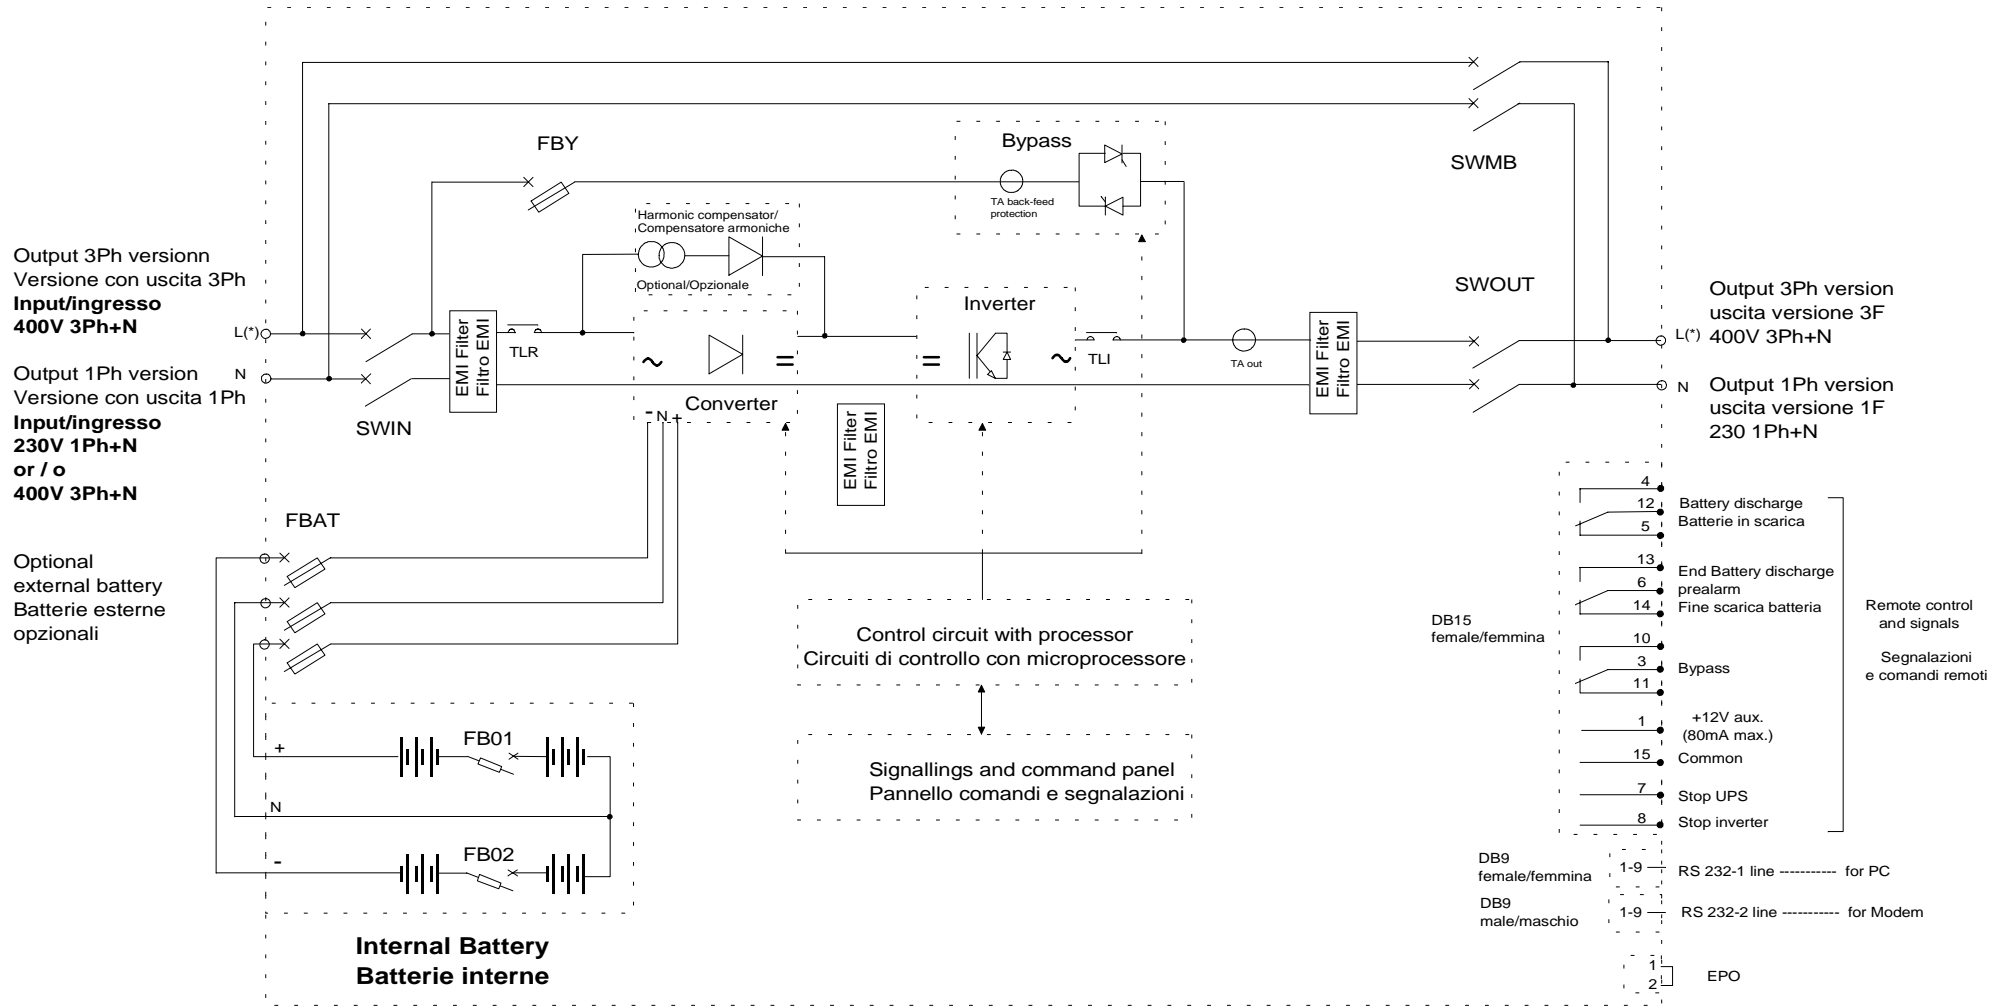 FBY
Bypass
SWMB
TA back-feed
protection
Harmonic compensator/
Compensatore armoniche
Optional/Opzionale
Output 3Ph versionn
Versione con uscita 3Ph
Input/ingresso
400V 3Ph+N
L(*)
Output 1Ph version
Versione con uscita 1Ph
Input/ingresso
230V 1Ph+N
or / o
400V 3Ph+N
N
SWIN
EMI Filter
Filtro EMI
TLR
~
=
Converter
- N +
EMI Filter
Filtro EMI
Inverter
=
~
TLI
TA out
EMI Filter
Filtro EMI
SWOUT
L(*)
N
Output 3Ph version
uscita versione 3F
400V 3Ph+N
Output 1Ph version
uscita versione 1F
230 1Ph+N
FBAT
Optional
external battery
Batterie esterne
opzionali
+
FB01
N
-
FB02
Internal Battery
Batterie interne
Control circuit with processor
Circuiti di controllo con microprocessore
Signallings and command panel
Pannello comandi e segnalazioni
DB15
female/femmina
4
12
5
Battery discharge
Batterie in scarica
13
6
14
End Battery discharge
prealarm
Fine scarica batteria
10
3
11
Bypass
1
+12V aux.
(80mA max.)
15
Common
7
Stop UPS
8
Stop inverter
Remote control
and signals
Segnalazioni
e comandi remoti
DB9
female/femmina
1-9
RS 232-1 line ----------- for PC
DB9
male/maschio
1-9
RS 232-2 line ----------- for Modem
1
2
EPO